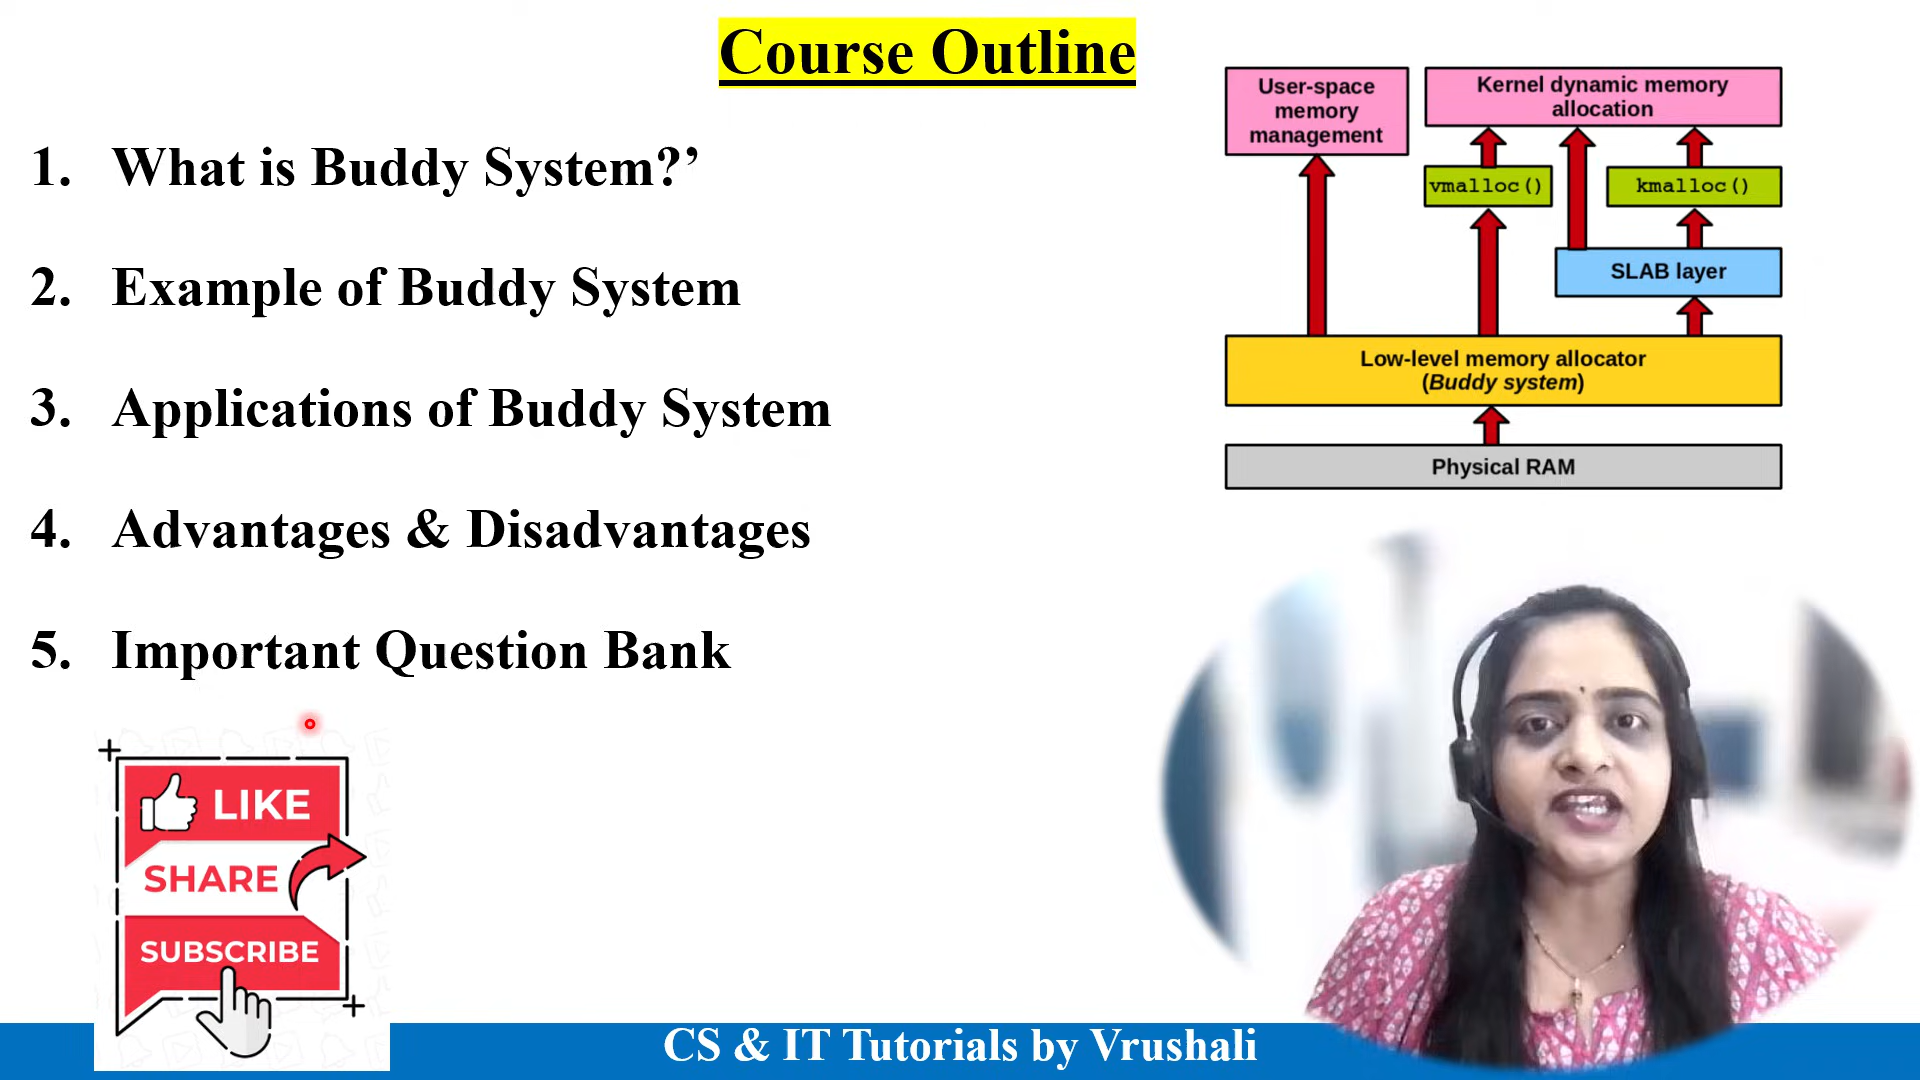 Course Outline
1. What is Buddy System?’
2. Example of Buddy System
3. Applications of Buddy System
4. Advantages & Disadvantages
5. Important Question Bank
User-space
memory
management
Kernel dynamic memory
allocation
vmalloc()
kmalloc()
SLAB layer
Low-level memory allocator
(Buddy system)
Physical RAM
LIKE
SHARE
SUBSCRIBE
CS & IT Tutorials by Vrushali